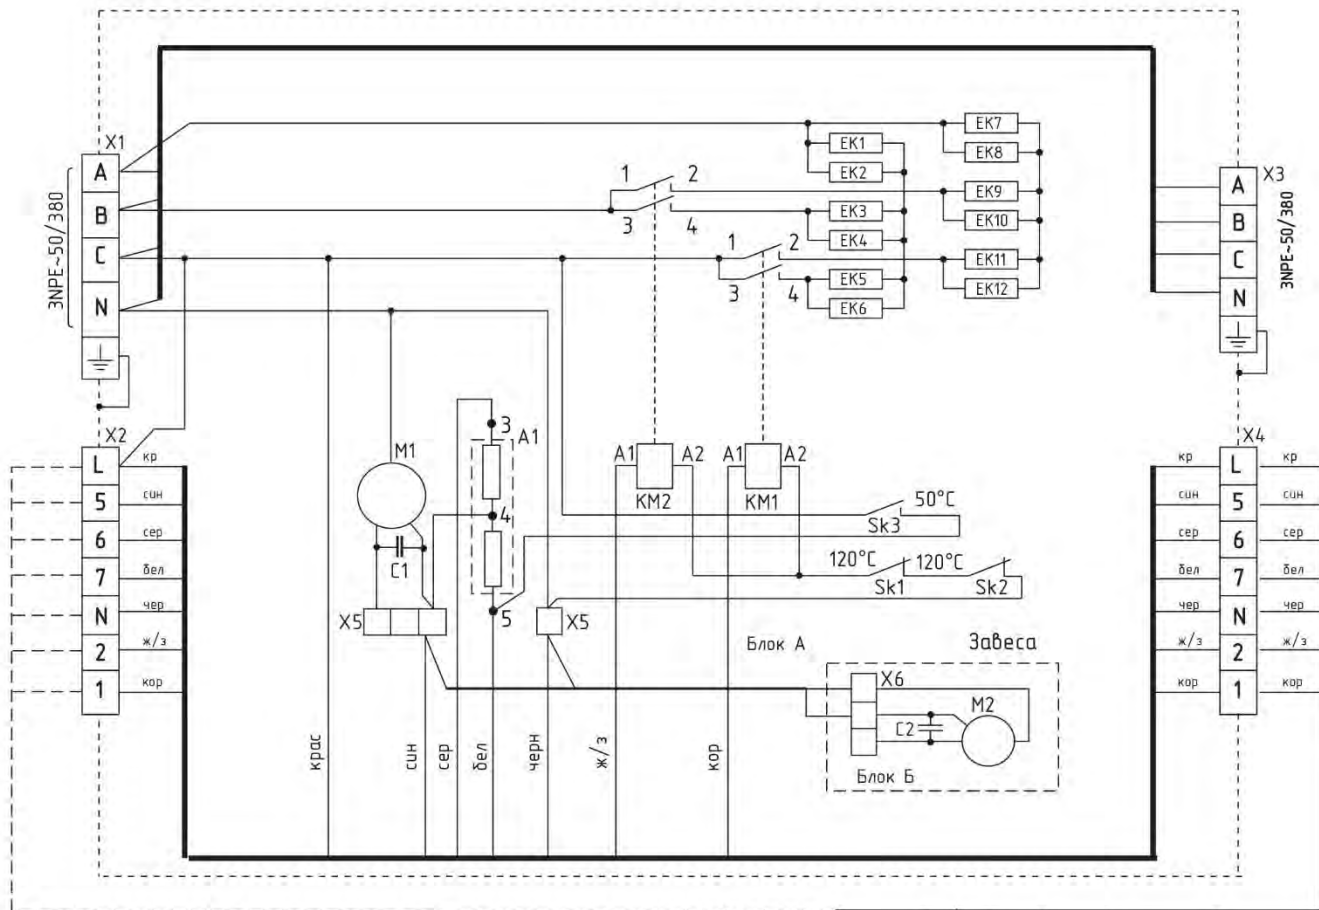 X1
A
B
C
N
3NPE~50/380
EK7
EK1
EK8
EK2
1
2
EK9
EK3
3
4
EK10
EK4
1
2
EK11
3
4
EK5
EK12
EK6
X3
A
B
C
N
3NPE~50/380
X2
L
кр
5
син
6
сер
7
бел
N
чер
2
ж/з
1
кор
M1
C1
X5
3
A1
4
5
X5
A1
A2
KM2
A1
A2
KM1
50°C
Sk3
120°C
120°C
Sk1
Sk2
Блок А
Завеса
X6
M2
C2
Блок Б
крас
син
сер
бел
черн
ж/з
кор
X4
кр
L
кр
син
5
син
сер
6
сер
бел
7
бел
чер
N
чер
ж/з
2
ж/з
кор
1
кор